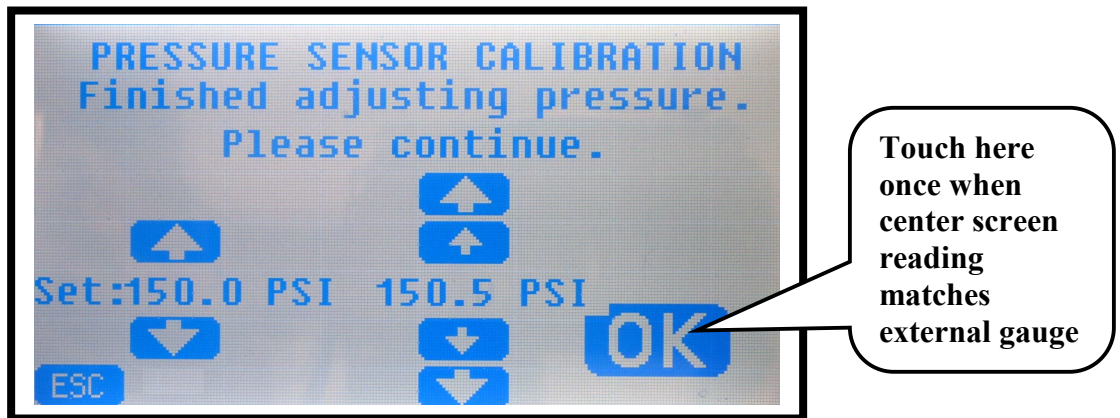 PRESSURE SENSOR CALIBRATION
Finished adjusting pressure.
Please continue.
Set:150.0 PSI 150.5 PSI
OK
ESC
Touch here
once when
center screen
reading
matches
external gauge